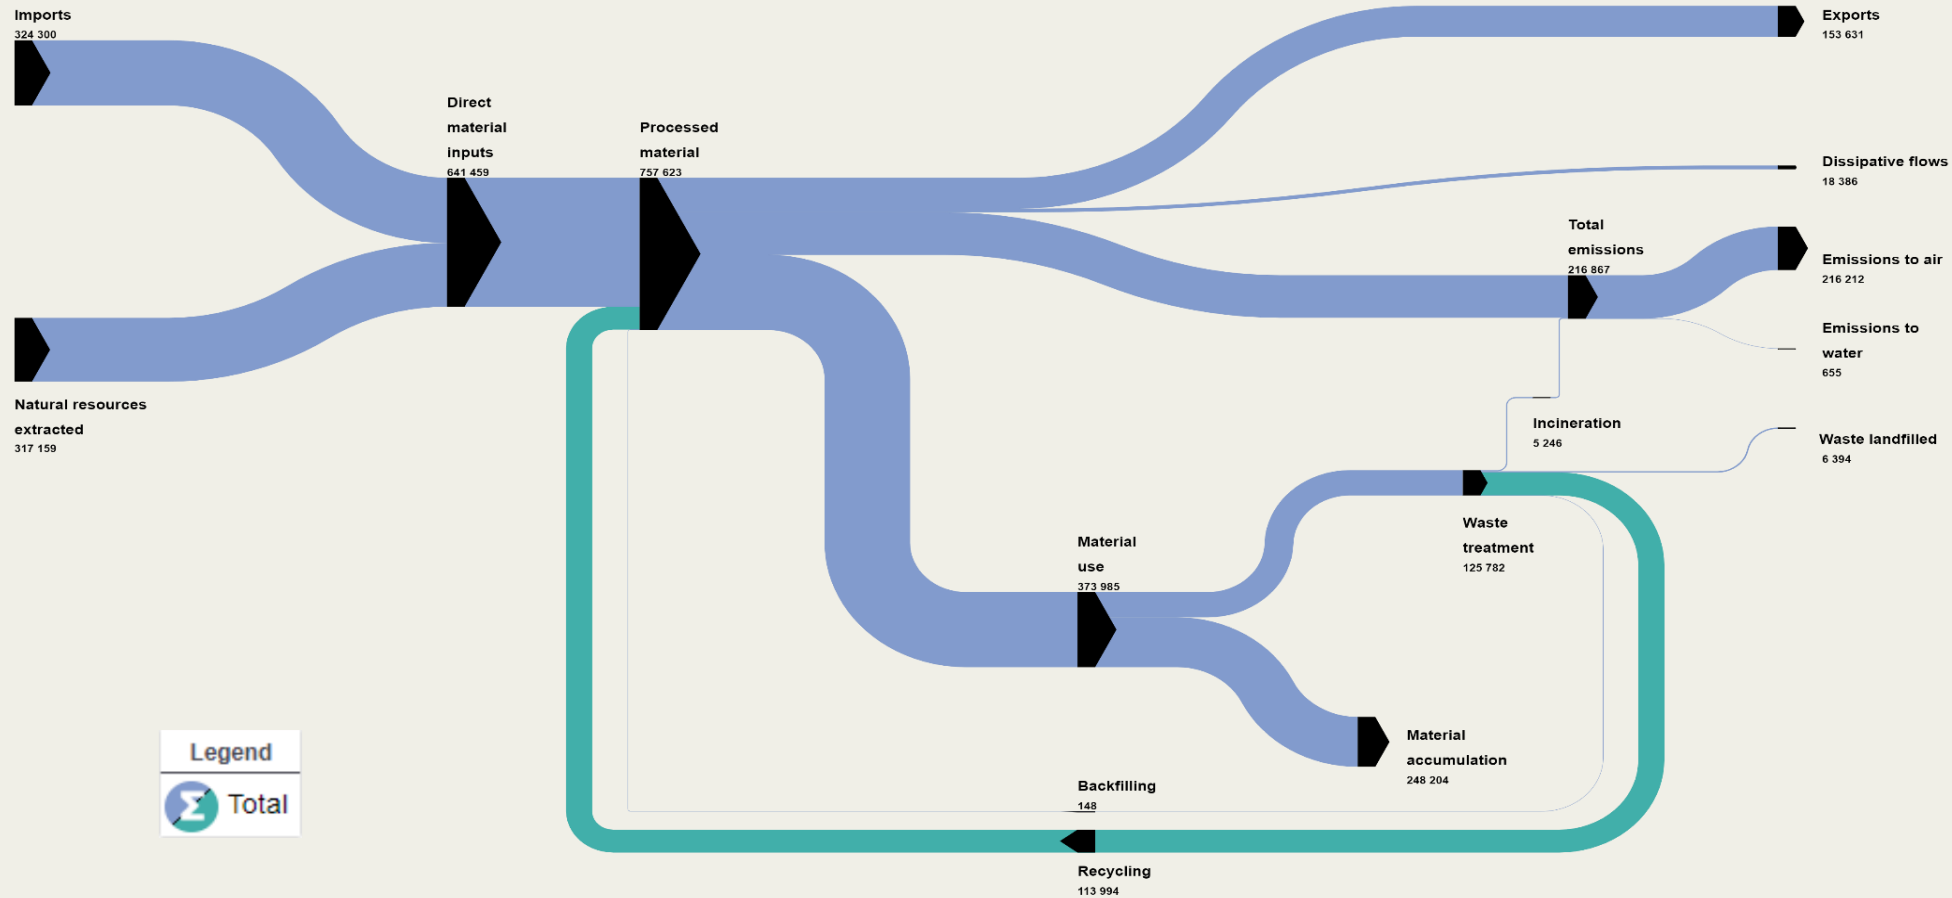 Imports
324 300
Exports
153 631
Direct
material
inputs
641 459
Processed
material
757 623
Dissipative flows
18 386
Total
emissions
216 867
Emissions to air
216 212
Emissions to
water
655
Natural resources
extracted
317 159
Incineration
5 246
Waste landfilled
6 394
Waste
treatment
125 782
Material
use
373 985
Material
accumulation
248 204
Legend
Σ Total
Backfilling
148
Recycling
113 994